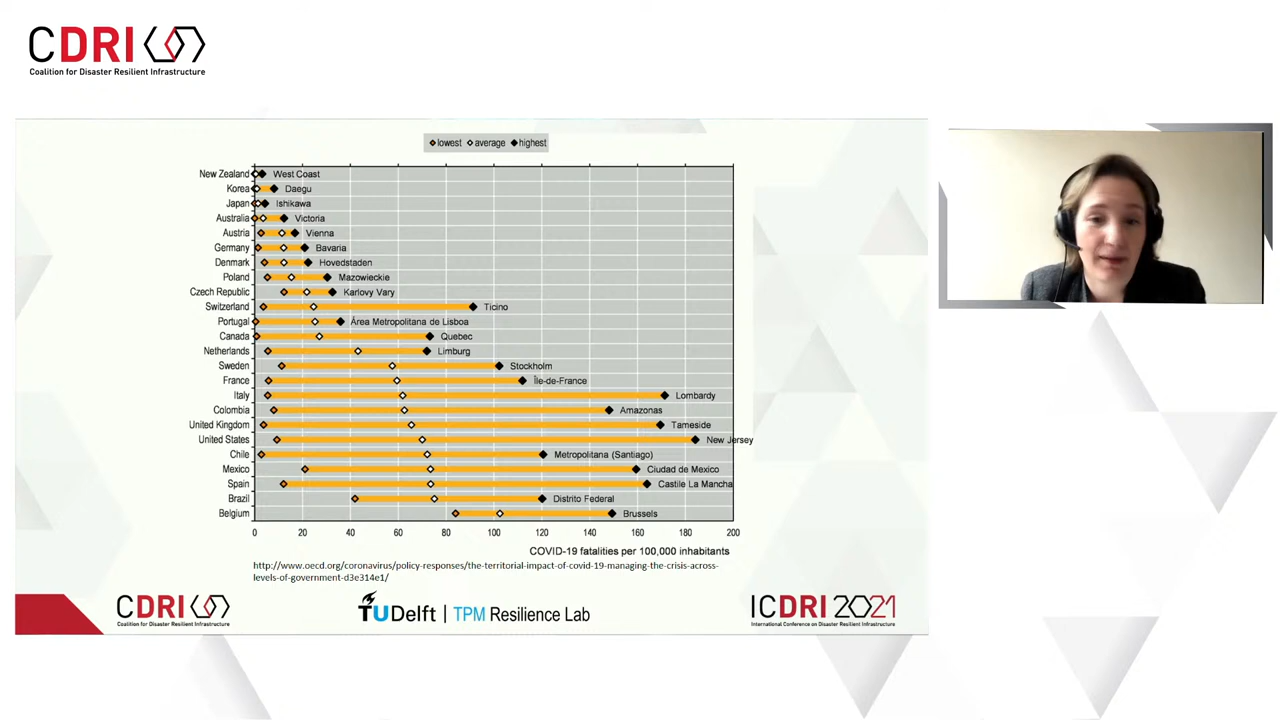 CDRI
Coalition for Disaster Resilient Infrastructure
lowest average highest
New Zealand West Coast
Korea Daegu
Japan Ishikawa
Australia Victoria
Austria Vienna
Germany Bavaria
Denmark Hovedstaden
Poland Mazowieckie
Czech Republic Karlovy Vary
Switzerland Ticino
Portugal Área Metropolitana de Lisboa
Canada Quebec
Netherlands Limburg
Sweden Stockholm
France Île-de-France
Italy Lombardy
Colombia Amazonas
United Kingdom Tameside
United States New Jersey
Chile Metropolitana (Santiago)
Mexico Ciudad de Mexico
Spain Castile La Mancha
Brazil Distrito Federal
Belgium Brussels
0 20 40 60 80 100 120 140 160 180 200
COVID-19 fatalities per 100,000 inhabitants
http://www.oecd.org/coronavirus/policy-responses/the-territorial-impact-of-covid-19-managing-the-crisis-across-
levels-of-government-d3e314e1/
CDRI
Coalition for Disaster Resilient Infrastructure
TUDelft | TPM Resilience Lab
ICDRI 2021
International Conference on Disaster Resilient Infrastructure